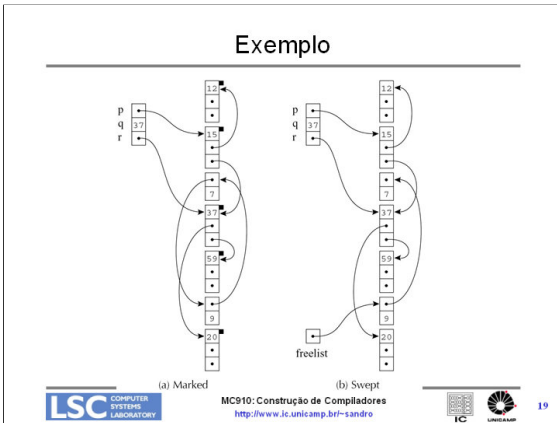 Exemplo
12
p
q 37
r
15
7
37
59
9
20
(a) Marked
12
p
q 37
r
15
7
37
59
9
freelist
20
(b) Swept
LSC COMPUTER SYSTEMS LABORATORY
MC910: Construção de Compiladores
http://www.ic.unicamp.br/~sandro
IC
UNICAMP
19